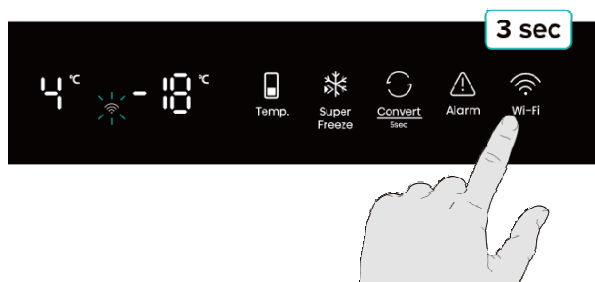 3 sec
4°C -18°C
Temp.
Super
Freeze
Convert
5sec
Alarm
Wi-Fi